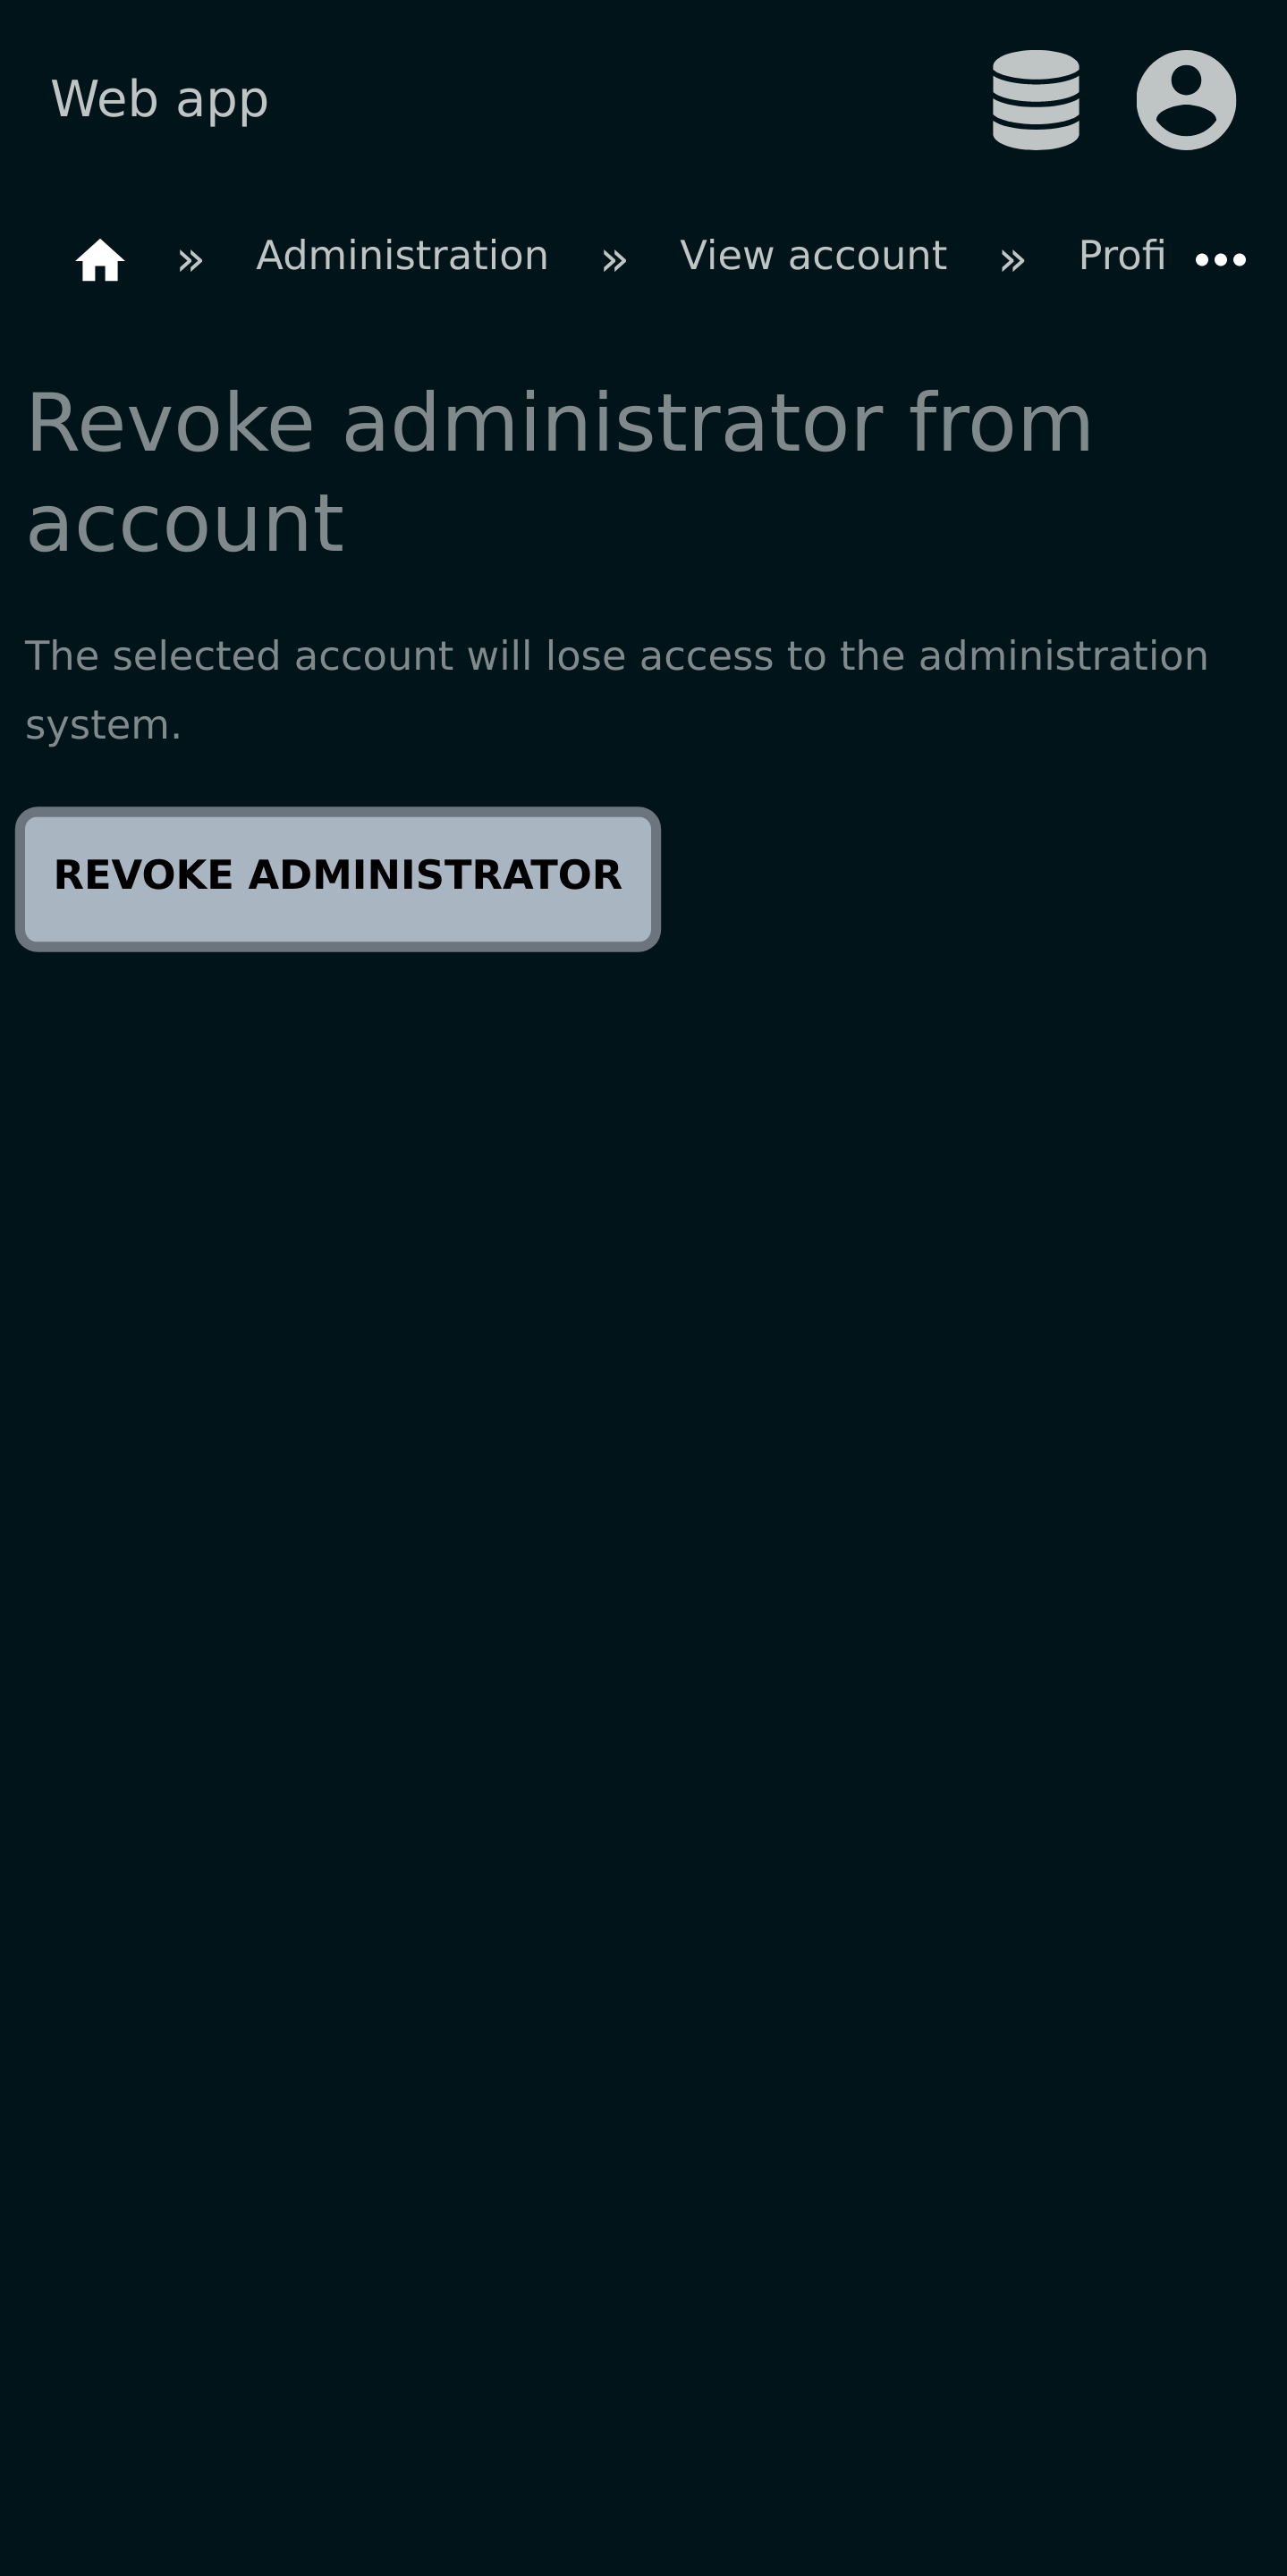 Web app
» Administration » View account » Profi
Revoke administrator from
account
The selected account will lose access to the administration
system.
REVOKE ADMINISTRATOR